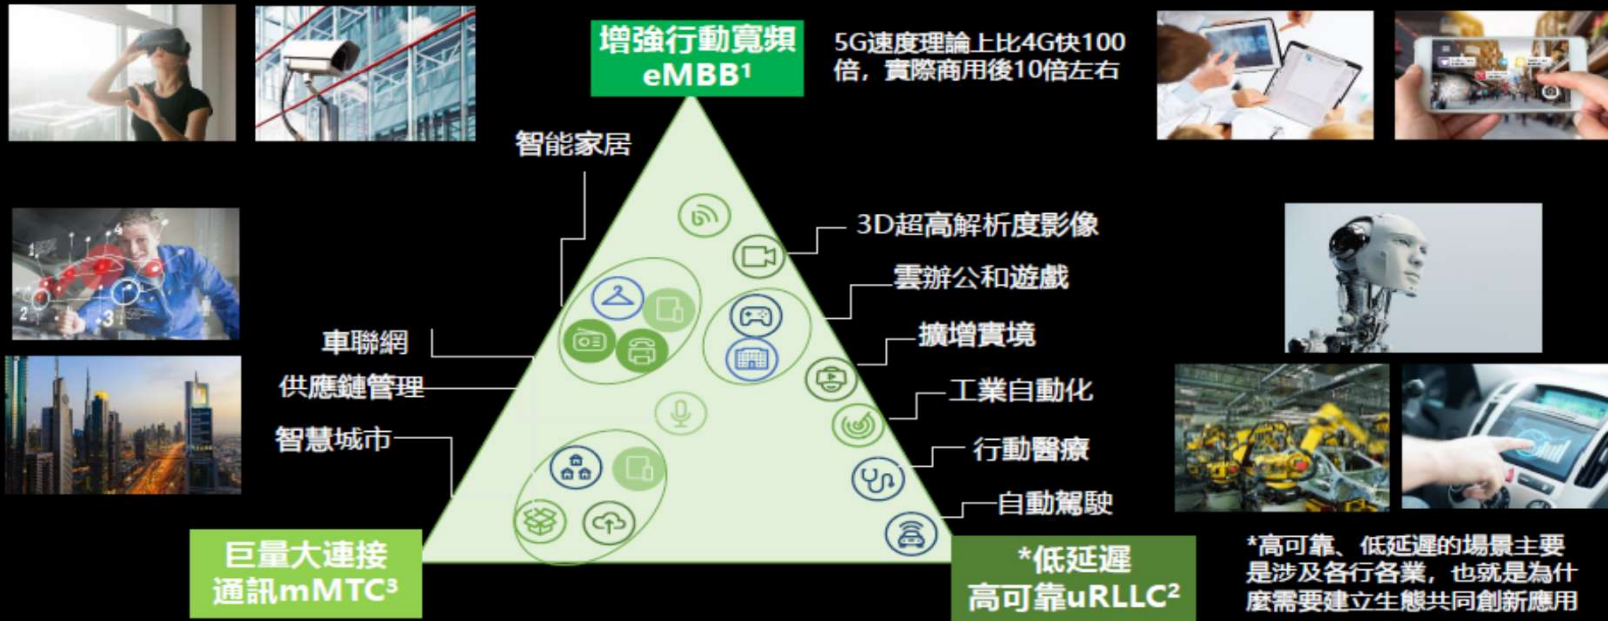 增強行動寬頻
eMBB¹
5G速度理論上比4G快100
倍，實際商用後10倍左右
智能家居
3D超高解析度影像
雲辦公和遊戲
擴增實境
車聯網
供應鏈管理
工業自動化
智慧城市
行動醫療
自動駕駛
巨量大連接
通訊mMTC³
*低延遲
高可靠uRLLC²
*高可靠、低延遲的場景主要
是涉及各行各業，也就是為什
麼需要建立生態共同創新應用
1
2
3
4